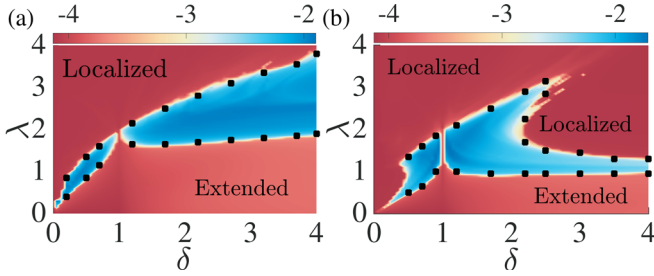 (a) -4 -3 -2 (b) -4 -3 -2
4 Localized 4 Localized
3 3
λ 2 λ 2 Localized
1 Extended 1 Extended
0 0
0 1 2 3 4 0 1 2 3 4
δ δ